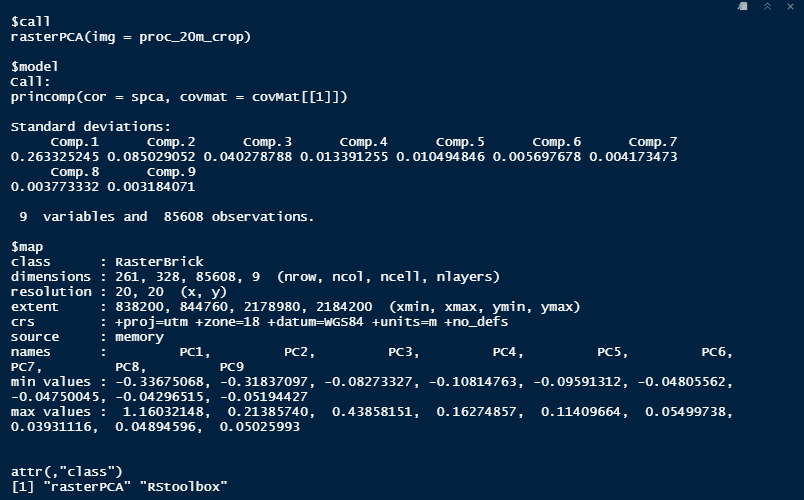 $call
rasterPCA(img = proc_20m_crop)
$model
Call:
princomp(cor = spca, covmat = covMat[[1]])
Standard deviations:
     Comp.1      Comp.2      Comp.3      Comp.4      Comp.5      Comp.6      Comp.7
0.263325245 0.085029052 0.040278788 0.013391255 0.010494846 0.005697678 0.004173473
     Comp.8      Comp.9
0.003773332 0.003184071
 9  variables and  85608 observations.
$map
class      : RasterBrick
dimensions : 261, 328, 85608, 9  (nrow, ncol, ncell, nlayers)
resolution : 20, 20  (x, y)
extent     : 838200, 844760, 2178980, 2184200  (xmin, xmax, ymin, ymax)
crs        : +proj=utm +zone=18 +datum=WGS84 +units=m +no_defs
source     : memory
names      :         PC1,         PC2,         PC3,         PC4,         PC5,         PC6,
PC7,         PC8,         PC9
min values : -0.33675068, -0.31837097, -0.08273327, -0.10814763, -0.09591312, -0.04805562,
-0.04750045, -0.04296515, -0.05194427
max values :  1.16032148,  0.21385740,  0.43858151,  0.16274857,  0.11409664,  0.05499738,
0.03931116,  0.04894596,  0.05025993
attr(,"class")
[1] "rasterPCA" "RStoolbox"